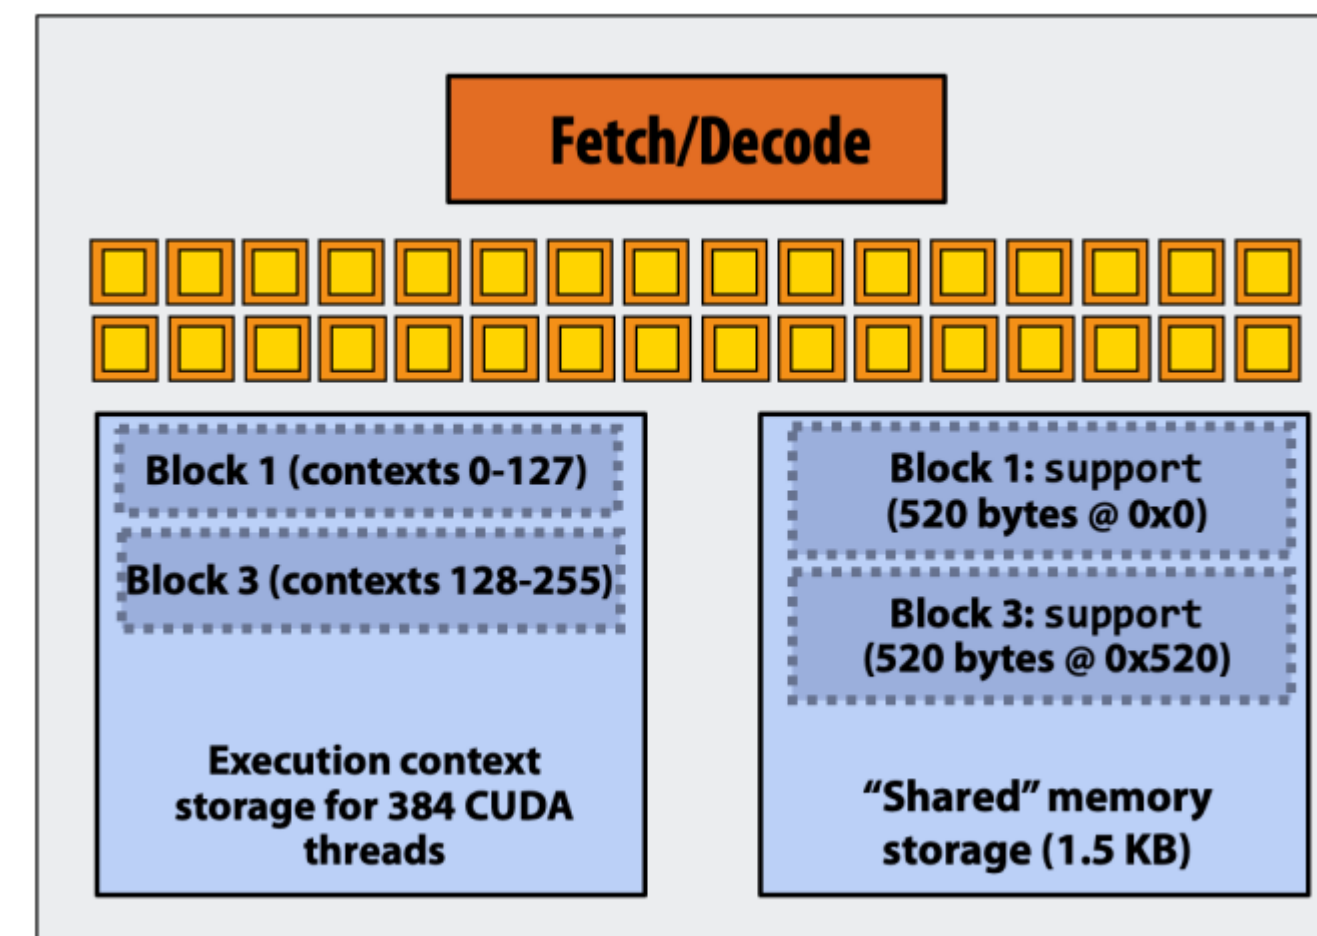 Fetch/Decode
Block 1 (contexts 0-127)
Block 3 (contexts 128-255)
Execution context
storage for 384 CUDA
threads
Block 1: support
(520 bytes @ 0x0)
Block 3: support
(520 bytes @ 0x520)
“Shared” memory
storage (1.5 KB)